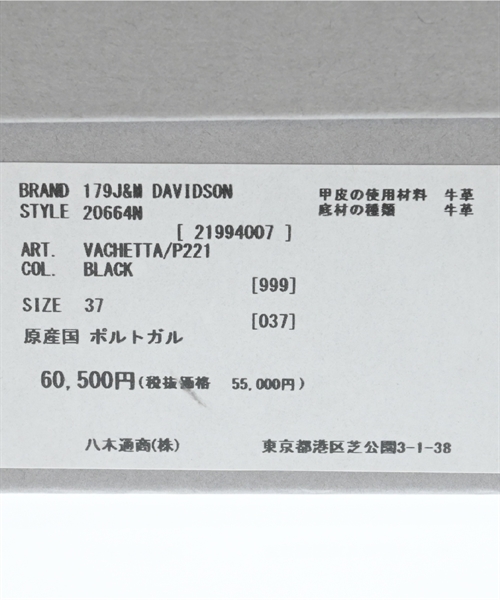 BRAND 179J&M DAVIDSON 甲皮の使用材料 牛革
STYLE 20664N 底材の種類 牛革
[ 21994007 ]
ART. VACHETTA/P221
COL. BLACK
[999]
SIZE 37
[037]
原産国 ポルトガル
60,500円(税抜価格 55,000円)
八木通商(株) 東京都港区芝公園3-1-38